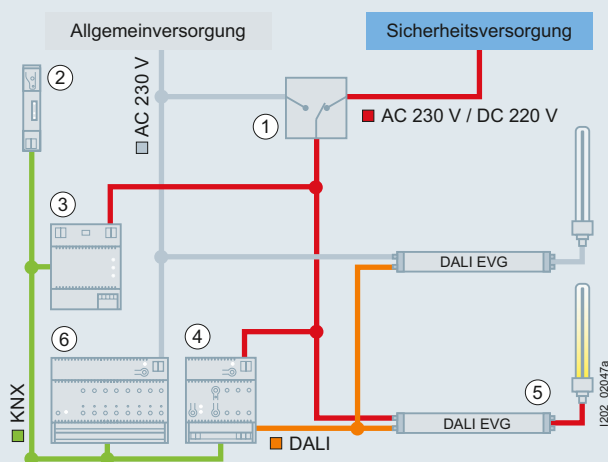 Allgemeinversorgung
Sicherheitsversorgung
②
AC 230 V
①
AC 230 V / DC 220 V
③
DALI EVG
⑥
④
⑤
KNX
DALI
DALI EVG
I202_02047a